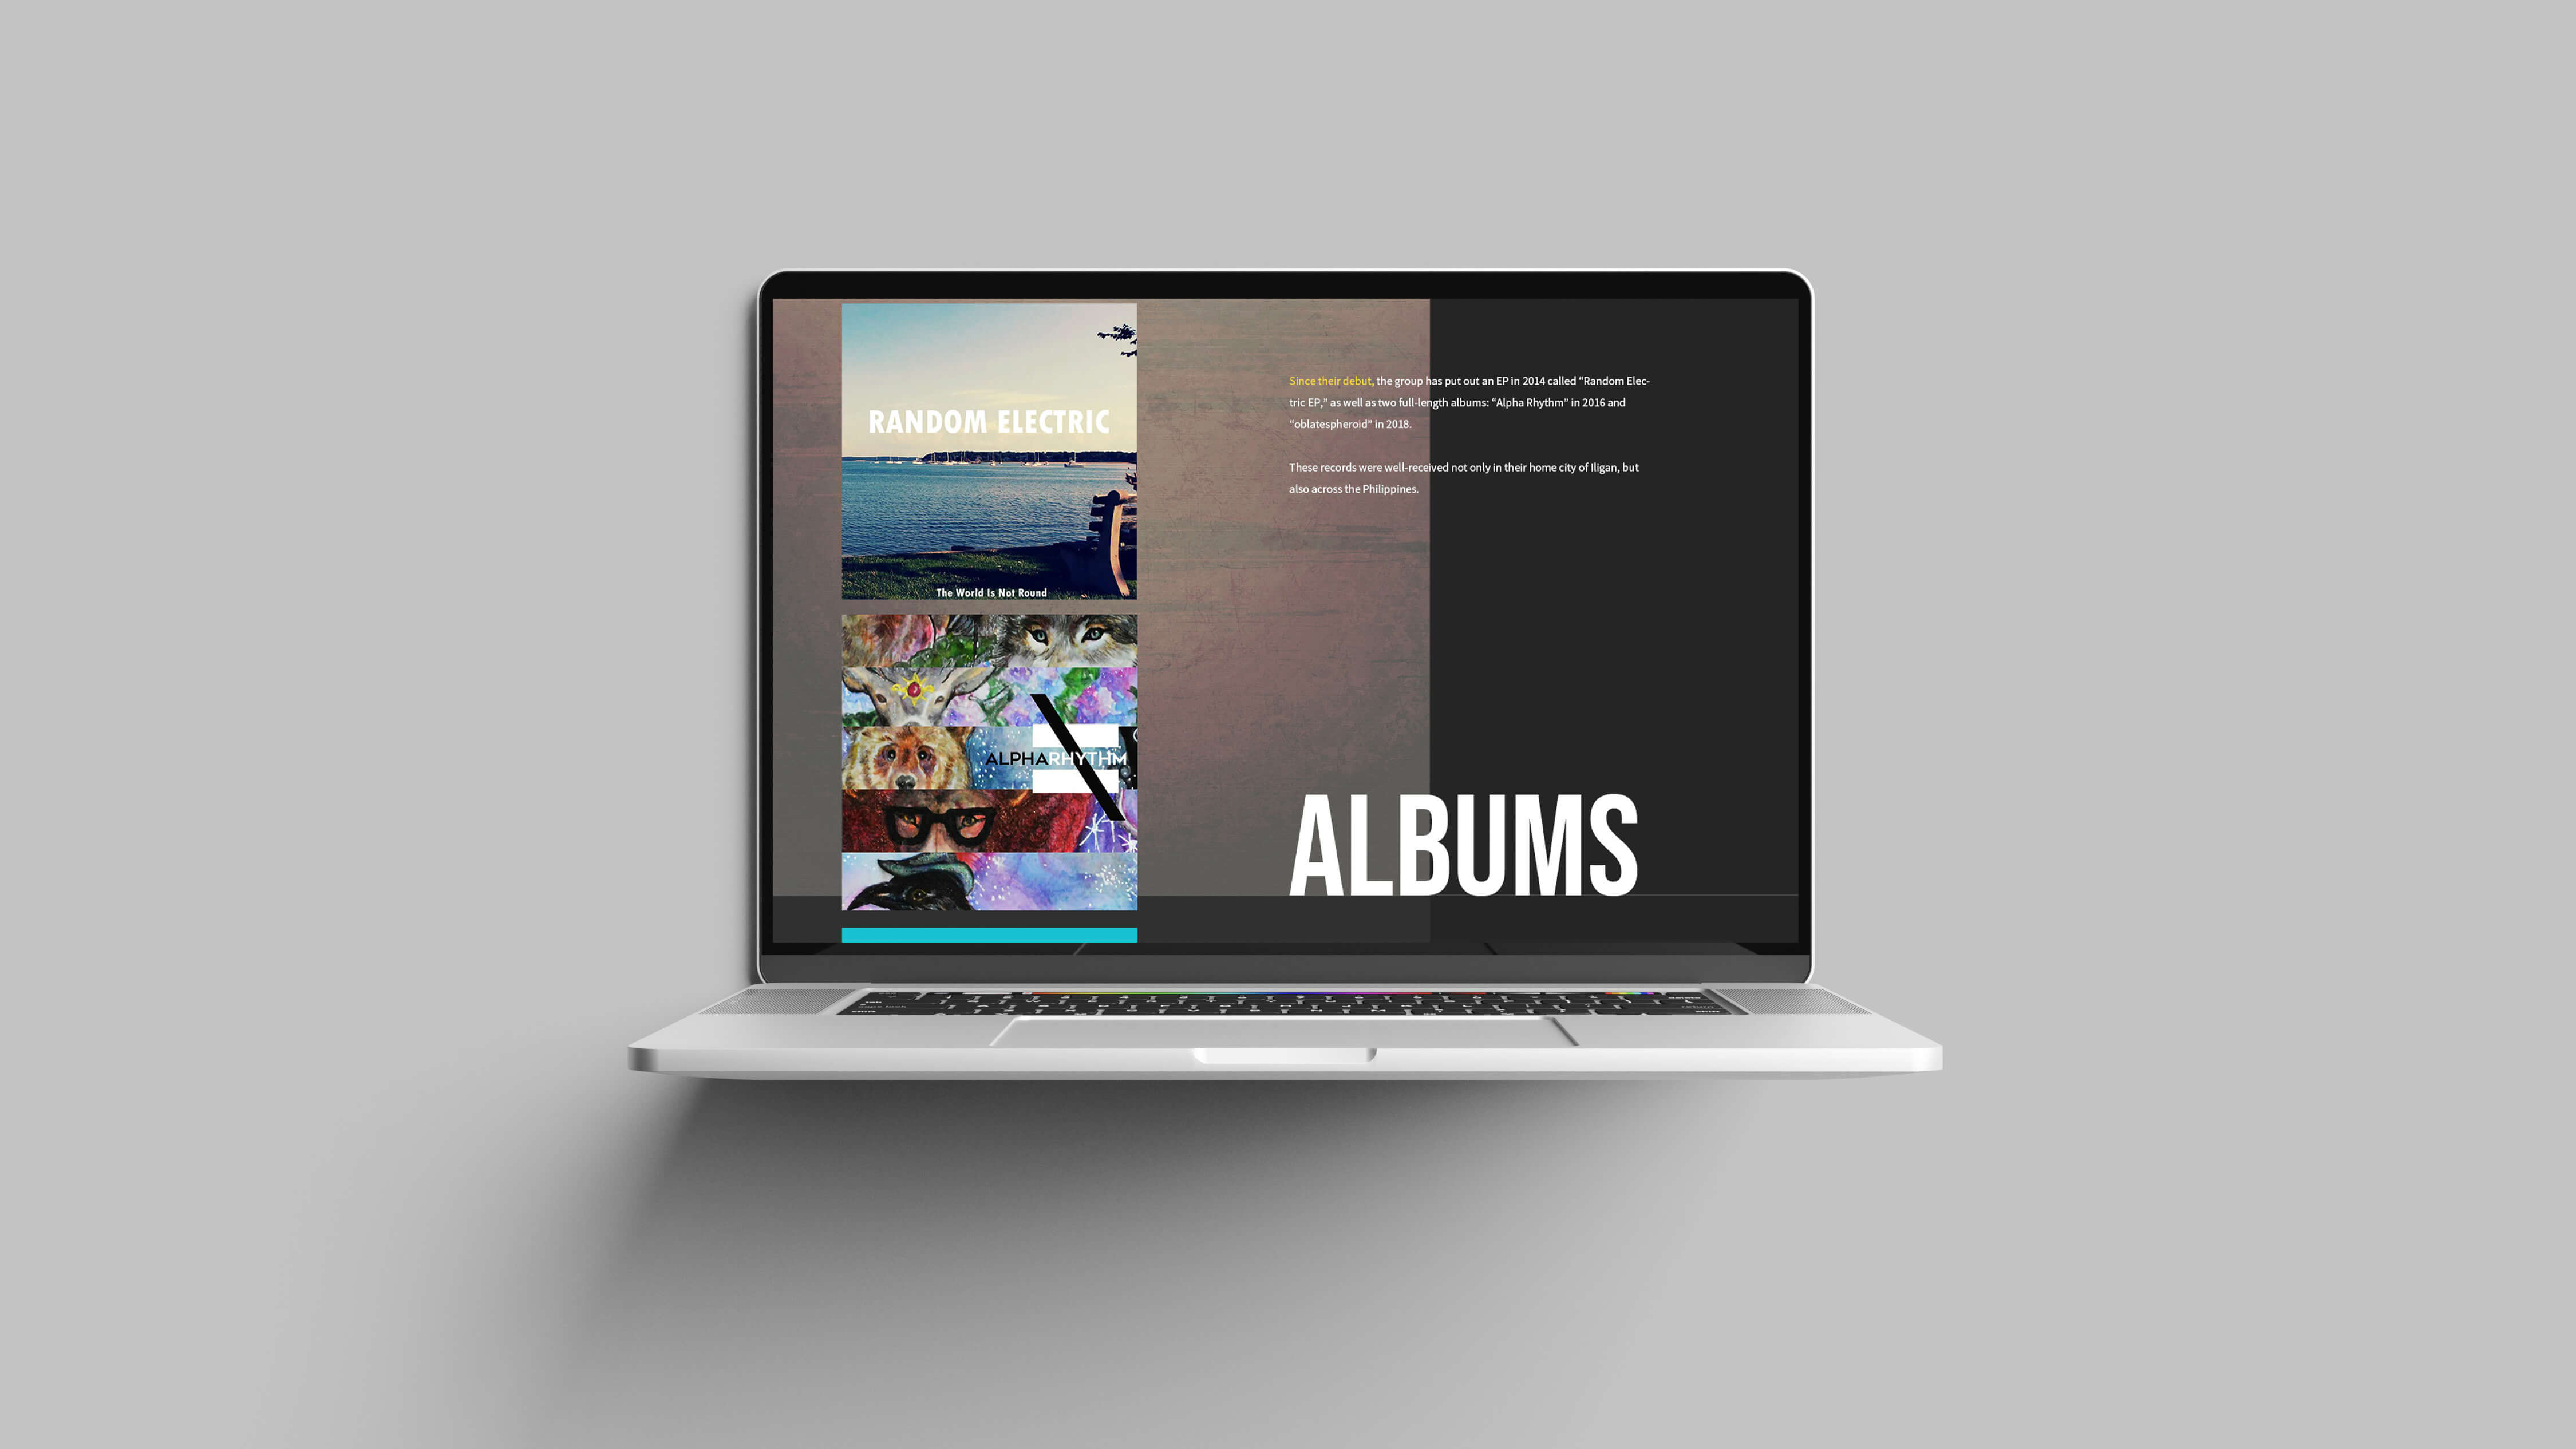 RANDOM ELECTRIC
The World Is Not Round
ALPHARHYTHM
Since their debut, the group has put out an EP in 2014 called “Random Elec-
tric EP,” as well as two full-length albums: “Alpha Rhythm” in 2016 and
“oblatespheroid” in 2018.
These records were well-received not only in their home city of Iligan, but
also across the Philippines.
ALBUMS